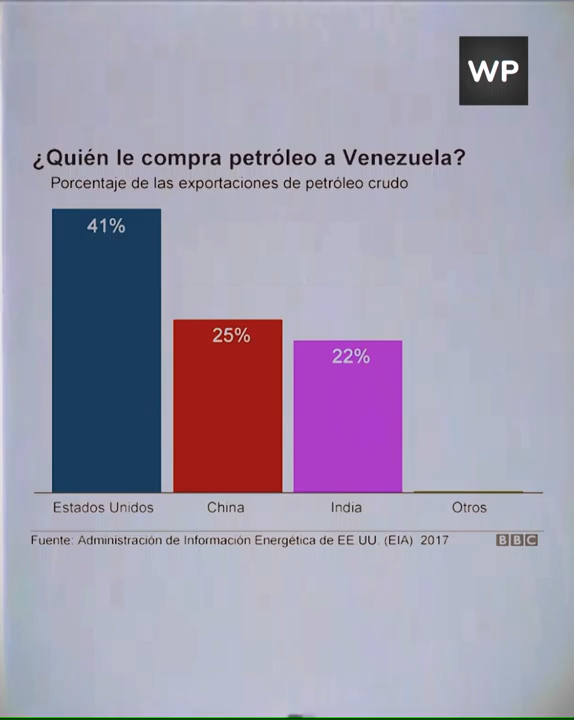 WP
¿Quién le compra petróleo a Venezuela?
Porcentaje de las exportaciones de petróleo crudo
41%
25%
22%
Estados Unidos China India Otros
Fuente: Administración de Información Energética de EE UU. (EIA) 2017 BBC